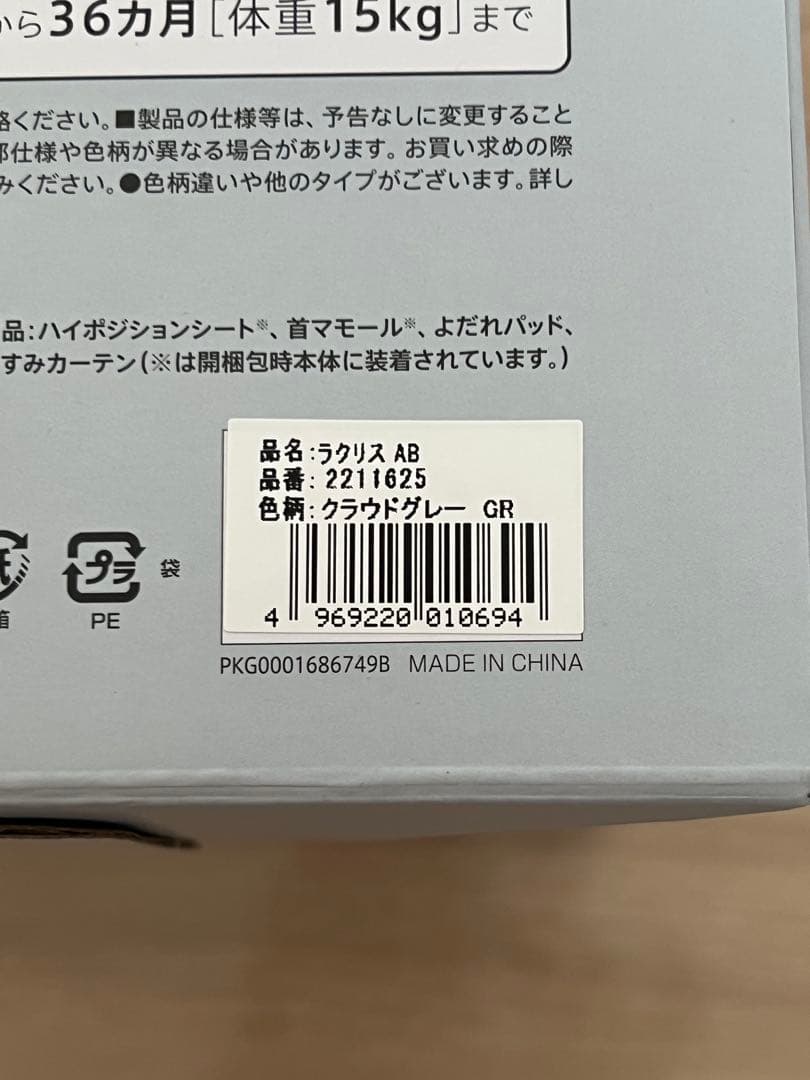 から36カ月[体重15kg]まで
絡ください。■製品の仕様等は、予告なしに変更すること
部仕様や色柄が異なる場合があります。お買い求めの際
みください。●色柄違いや他のタイプがございます。詳し
品：ハイポジションシート※、首マモール※、よだれパッド、
すみカーテン（※は開梱包時本体に装着されています。）
品名:ラクリス AB
品番: 2211625
色柄:クラウドグレー GR
4 969220 010694
プラ 袋
PE
PKG0001686749B MADE IN CHINA